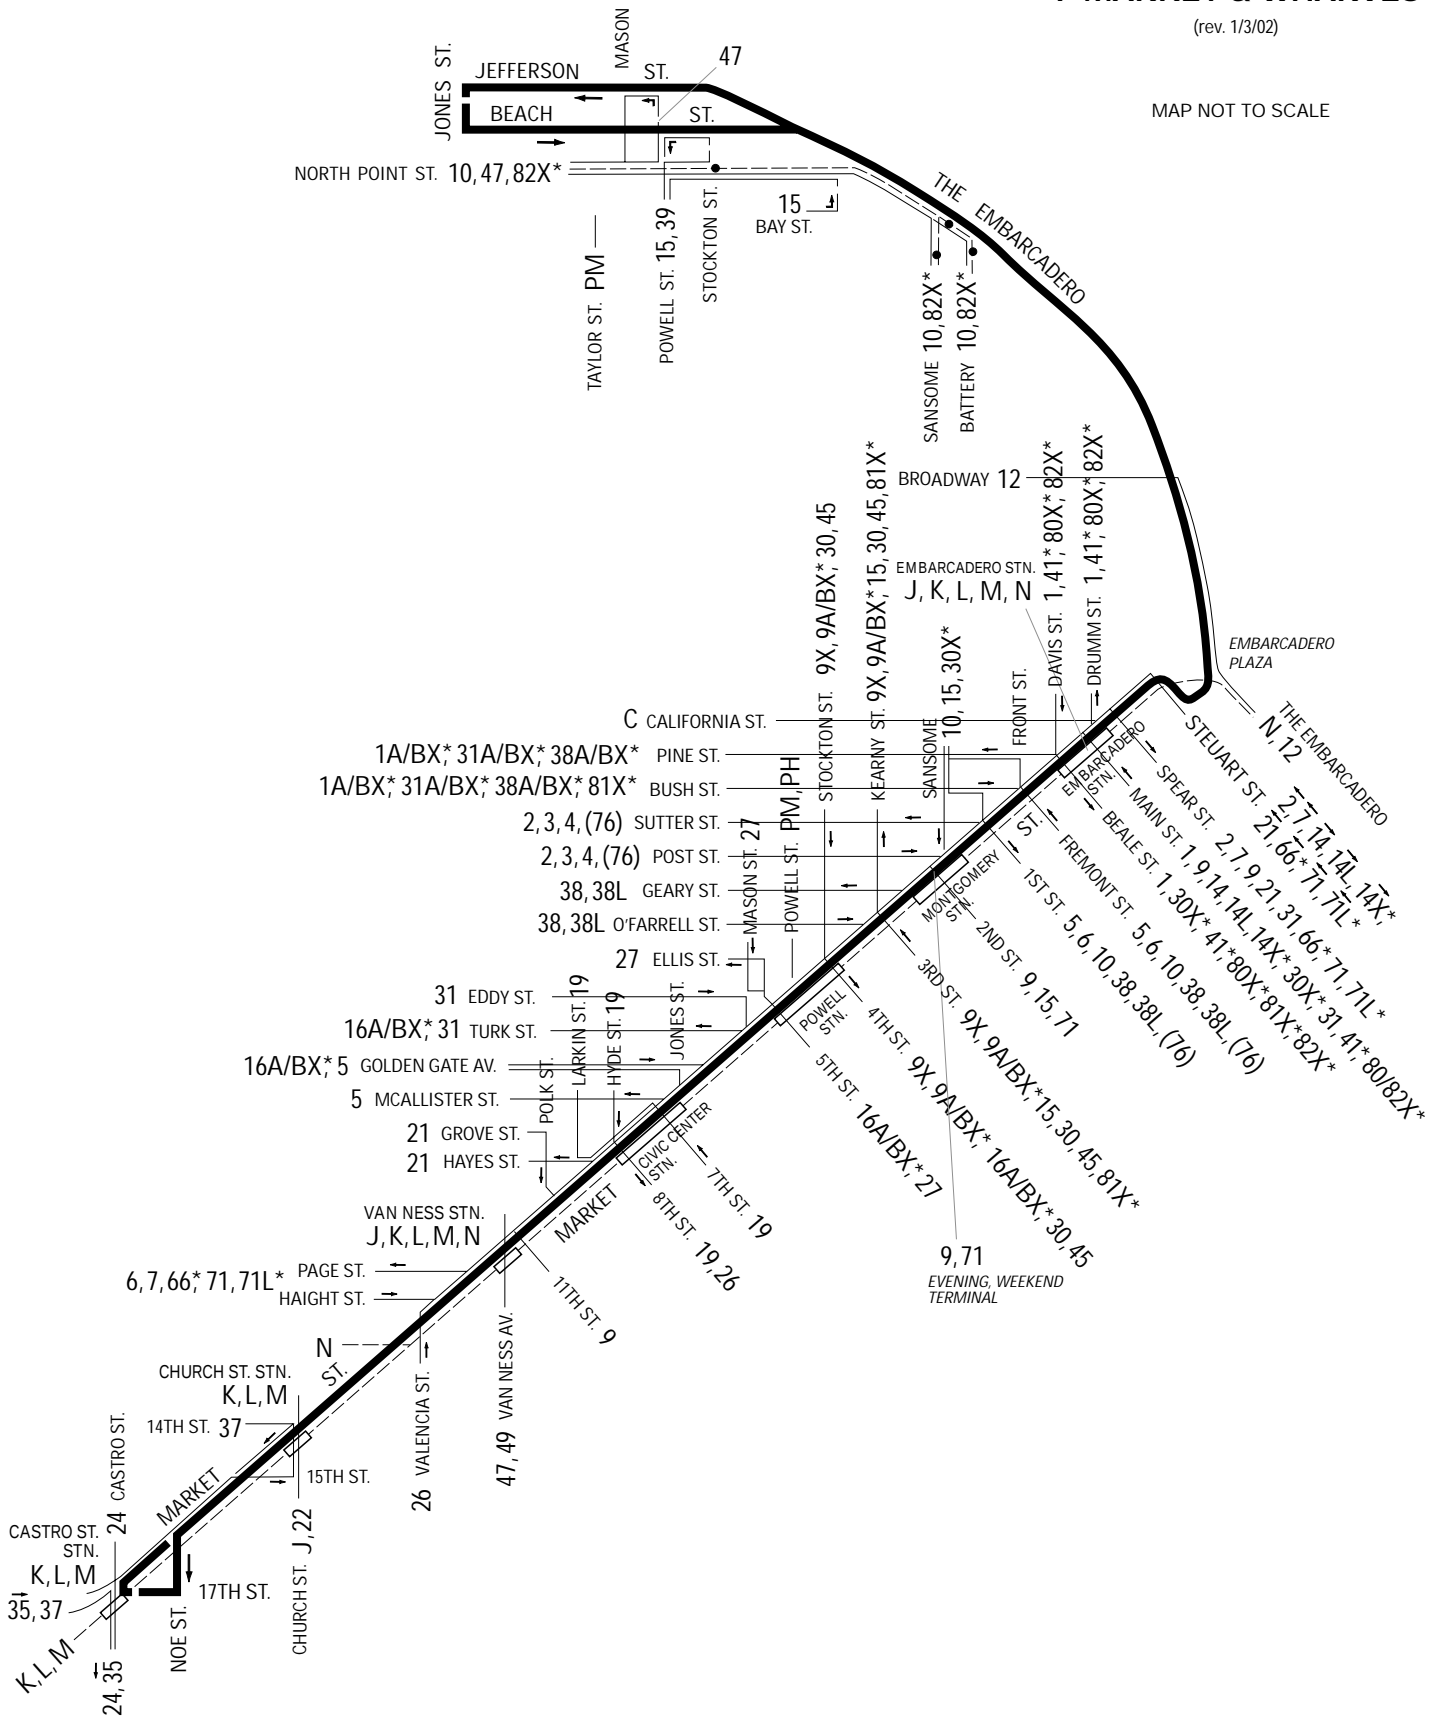 (rev. 1/3/02)
MAP NOT TO SCALE
JONES ST.
JEFFERSON ST.
MASON
47
BEACH ST.
NORTH POINT ST. 10, 47, 82X*
TAYLOR ST. PM
POWELL ST. 15, 39
STOCKTON ST.
15
BAY ST.
THE EMBARCADERO
SANSOME 10, 82X*
BATTERY 10, 82X*
BROADWAY 12
EMBARCADERO STN.
J, K, L, M, N
STOCKTON ST. 9X, 9A/BX,* 30, 45
KEARNY ST. 9X, 9A/BX,* 15, 30, 45, 81X*
SANSOME 10, 15, 30X*
FRONT ST.
DAVIS ST. 1, 41,* 80X,* 82X*
DRUMM ST. 1, 41,* 80X,* 82X*
EMBARCADERO
PLAZA
THE EMBARCADERO
N, 12
C CALIFORNIA ST.
1A/BX,* 31A/BX,* 38A/BX* PINE ST.
1A/BX,* 31A/BX,* 38A/BX,* 81X* BUSH ST.
2, 3, 4, (76) SUTTER ST.
2, 3, 4, (76) POST ST.
38, 38L GEARY ST.
38, 38L O'FARRELL ST.
27 ELLIS ST.
31 EDDY ST.
16A/BX,* 31 TURK ST.
16A/BX,* 5 GOLDEN GATE AV.
5 MCALLISTER ST.
21 GROVE ST.
21 HAYES ST.
MASON ST. 27
POWELL ST. PM, PH
POLK ST.
LARKIN ST. 19
HYDE ST. 19
JONES ST.
STEUART ST. 2, 7, 14, 14L, 14X,*
21, 66,* 71, 71L*
SPEAR ST. 2, 7, 9, 21, 31, 66,* 71, 71L*
MAIN ST. 1, 9, 14, 14L, 14X,* 30X,* 31, 41,* 80/82X*
BEALE ST. 1, 30X,* 41,* 80X,* 81X,* 82X*
FREMONT ST. 5, 6, 10, 38, 38L, (76)
1ST ST. 5, 6, 10, 38, 38L, (76)
2ND ST. 9, 15, 71
3RD ST. 9X, 9A/BX,* 15, 30, 45, 81X*
4TH ST. 9X, 9A/BX,* 16A/BX,* 30, 45
5TH ST. 16A/BX,* 27
7TH ST. 19
8TH ST. 19, 26
11TH ST. 9
EMBARCADERO
STN.
MONTGOMERY
STN.
POWELL
STN.
CIVIC CENTER
STN.
MARKET ST.
9, 71
EVENING, WEEKEND
TERMINAL
VAN NESS STN.
J, K, L, M, N
6, 7, 66,* 71, 71L* PAGE ST.
HAIGHT ST.
N
26 VALENCIA ST.
47, 49 VAN NESS AV.
CHURCH ST. STN.
K, L, M
14TH ST. 37
15TH ST.
CHURCH ST. J, 22
MARKET ST.
24 CASTRO ST.
CASTRO ST.
STN.
K, L, M
35, 37
K, L, M
24, 35
17TH ST.
NOE ST.